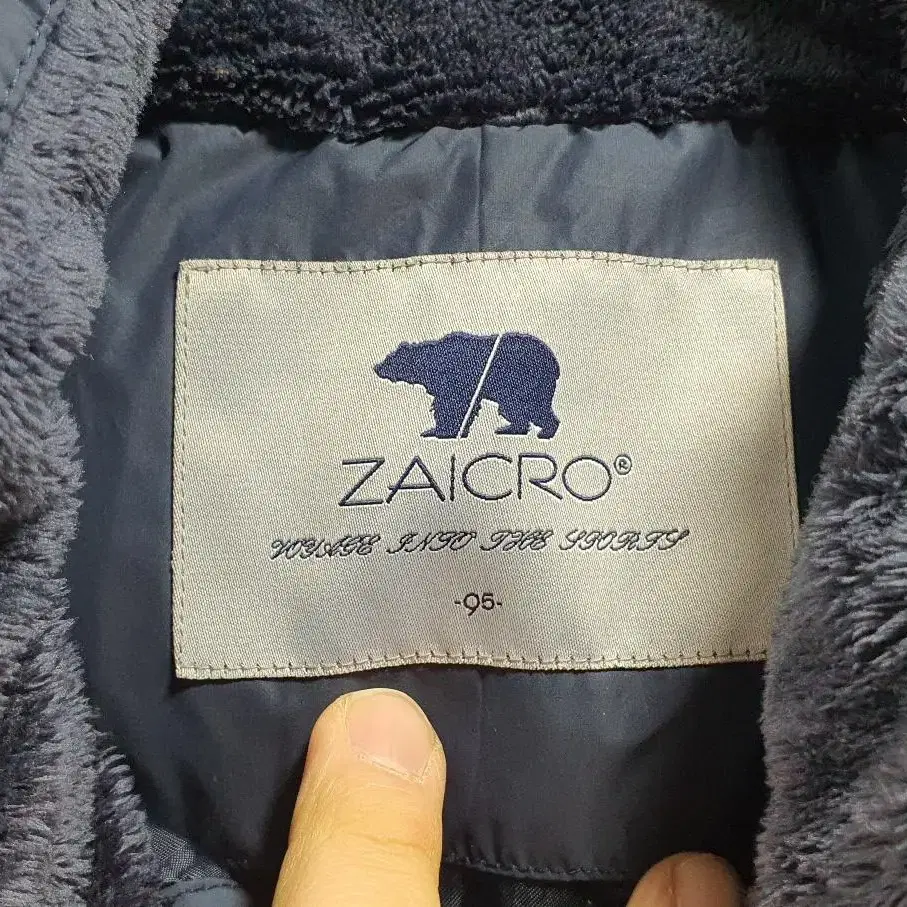 ZAICRO®
VOYAGE INTO THE SPORTS
-95-